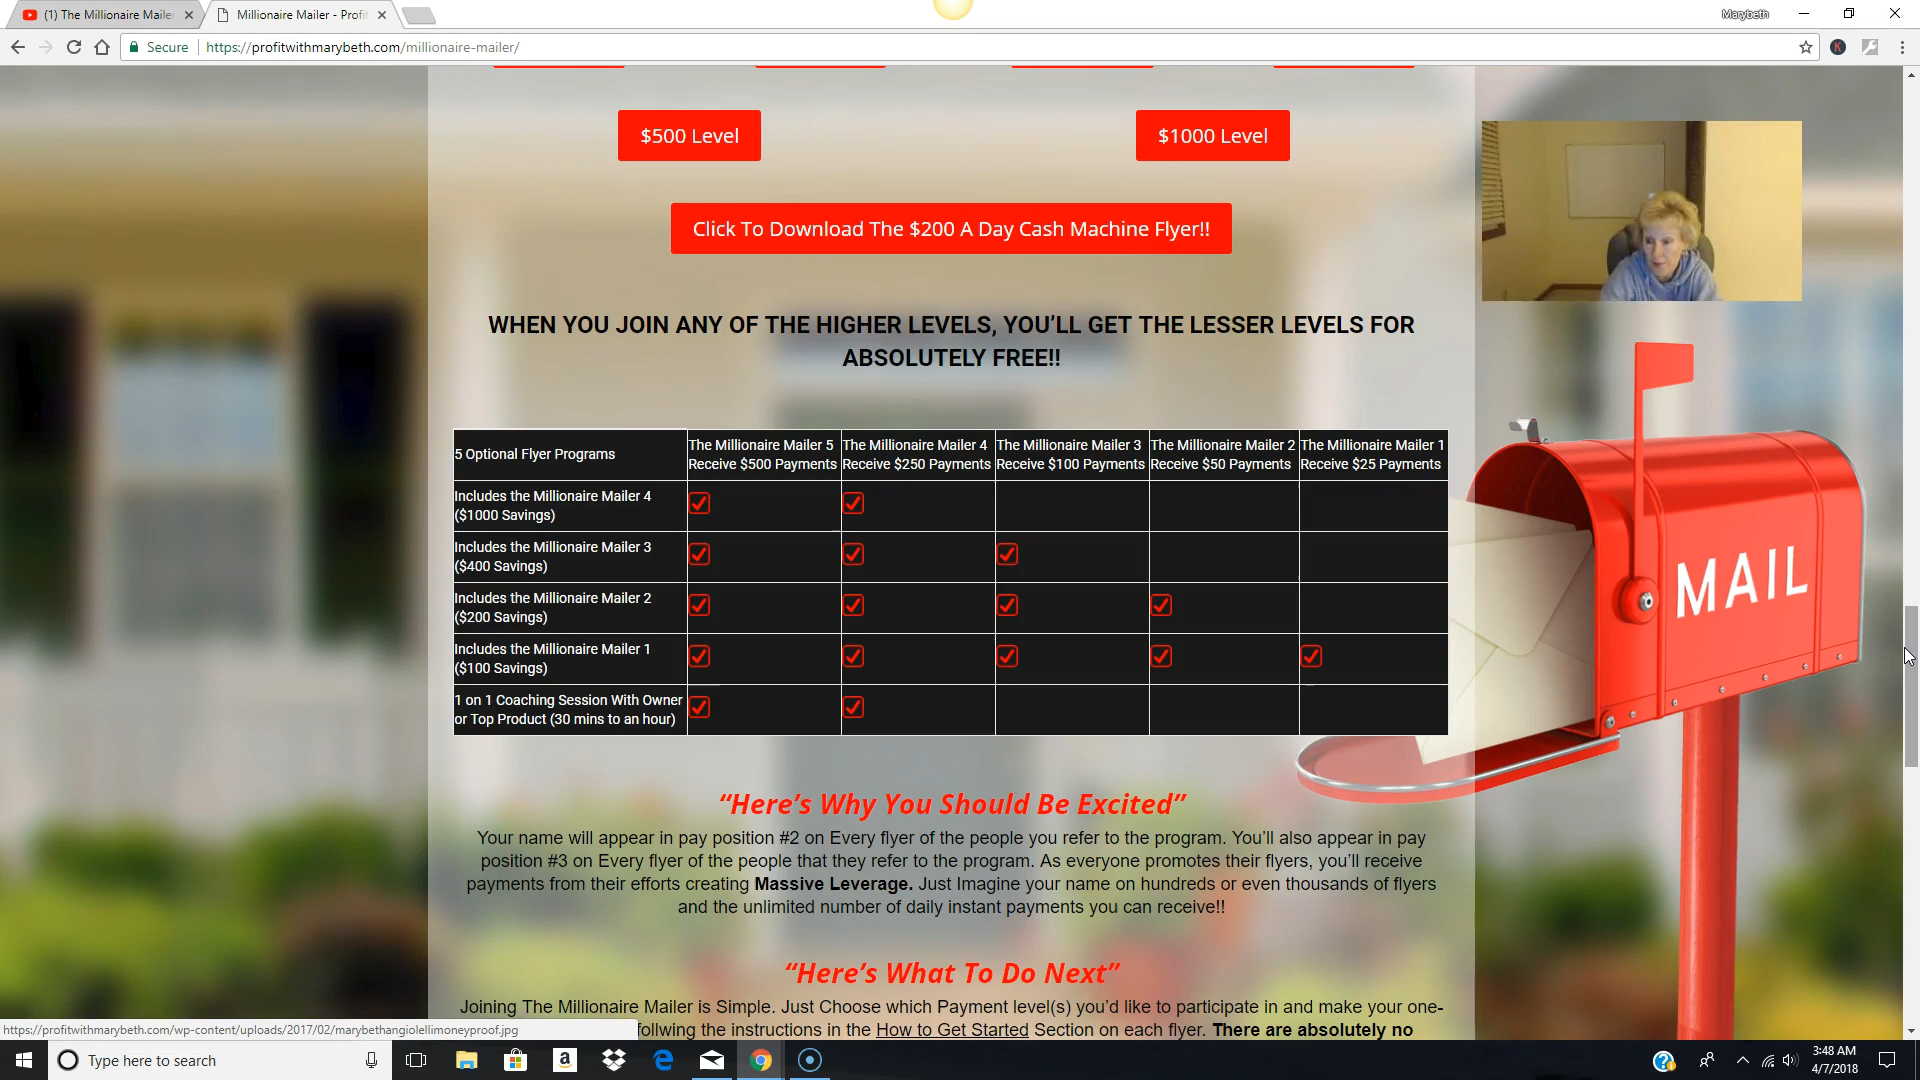 (1) The Millionaire Maile
Millionaire Mailer - Profi
Marybeth
Secure
https://profitwithmarybeth.com/millionaire-mailer/
K
$500 Level
$1000 Level
Click To Download The $200 A Day Cash Machine Flyer!!
WHEN YOU JOIN ANY OF THE HIGHER LEVELS, YOU’LL GET THE LESSER LEVELS FOR
ABSOLUTELY FREE!!
5 Optional Flyer Programs
The Millionaire Mailer 5
Receive $500 Payments
The Millionaire Mailer 4
Receive $250 Payments
The Millionaire Mailer 3
Receive $100 Payments
The Millionaire Mailer 2
Receive $50 Payments
The Millionaire Mailer 1
Receive $25 Payments
Includes the Millionaire Mailer 4
($1000 Savings)
Includes the Millionaire Mailer 3
($400 Savings)
Includes the Millionaire Mailer 2
($200 Savings)
Includes the Millionaire Mailer 1
($100 Savings)
1 on 1 Coaching Session With Owner
or Top Product (30 mins to an hour)
MAIL
“Here’s Why You Should Be Excited”
Your name will appear in pay position #2 on Every flyer of the people you refer to the program. You’ll also appear in pay
position #3 on Every flyer of the people that they refer to the program. As everyone promotes their flyers, you’ll receive
payments from their efforts creating Massive Leverage. Just Imagine your name on hundreds or even thousands of flyers
and the unlimited number of daily instant payments you can receive!!
“Here’s What To Do Next”
Joining The Millionaire Mailer is Simple. Just Choose which Payment level(s) you’d like to participate in and make your one-
follwing the instructions in the How to Get Started Section on each flyer. There are absolutely no
https://profitwithmarybeth.com/wp-content/uploads/2017/02/marybethangiolellimoneyproof.jpg
Type here to search
a
3:48 AM
4/7/2018